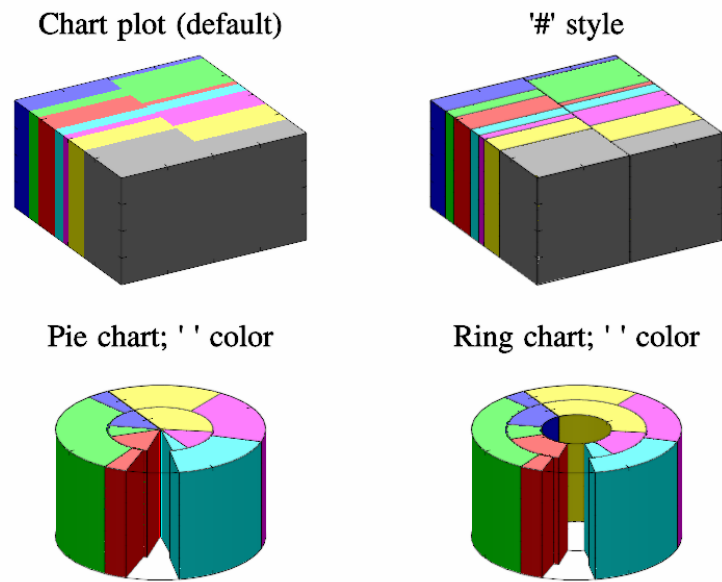 Chart plot (default)
'#' style
Pie chart; ' ' color
Ring chart; ' ' color